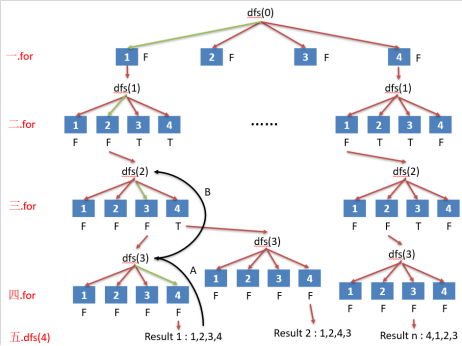 dfs(0)
一.for 1 F 2 F 3 F 4 F
dfs(1) dfs(1)
二.for 1 2 3 4 …… 1 2 3 4
F F T T F T T F
dfs(2) dfs(2)
B
三.for 1 2 3 4 1 2 3 4
F F F T F F T F
dfs(3) dfs(3) dfs(3)
A
四.for 1 2 3 4 1 2 3 4 1 2 3 4
F F F F F F F F F F F F
五.dfs(4) Result 1 : 1,2,3,4 Result 2 : 1,2,4,3 Result n : 4,1,2,3